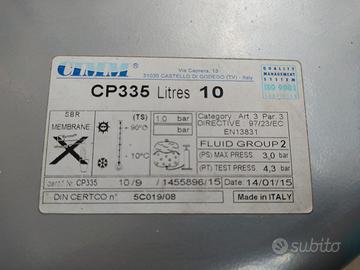 CIMM ®
Via Caprera, 13
31030 CASTELLO DI GODEGO (TV) - Italy
QUALITY
MANAGEMENT
SYSTEM
ISO 9001
CP335 Litres 10
SBR
MEMBRANE
(TS)
+ 90°C
- 10°C
1.0 bar
bar
Category Art 3 Par. 3
DIRECTIVE 97/23/EC
EN13831
FLUID GROUP 2
(PS) MAX PRESS. 3,0 bar
(PT) TEST PRESS. 4,3 bar
Identif. Nr. CP335 10/9 / 1455896/15 Date 14/01/15
DIN CERTCO n° 5C019/08 Made in ITALY
subito